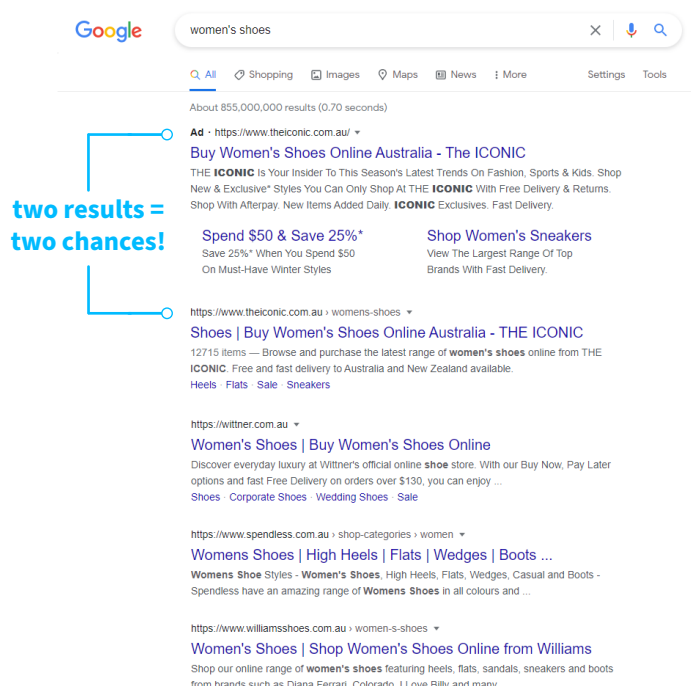 Google
women's shoes
All Shopping Images Maps News More Settings Tools
About 855,000,000 results (0.70 seconds)
Ad · https://www.theiconic.com.au/
Buy Women's Shoes Online Australia - The ICONIC
THE ICONIC Is Your Insider To This Season's Latest Trends On Fashion, Sports & Kids. Shop
New & Exclusive* Styles You Can Only Shop At THE ICONIC With Free Delivery & Returns.
Shop With Afterpay. New Items Added Daily. ICONIC Exclusives. Fast Delivery.
two results =
two chances!
Spend $50 & Save 25%*
Save 25%* When You Spend $50
On Must-Have Winter Styles
Shop Women's Sneakers
View The Largest Range Of Top
Brands With Fast Delivery.
https://www.theiconic.com.au › womens-shoes
Shoes | Buy Women's Shoes Online Australia - THE ICONIC
12715 items — Browse and purchase the latest range of women's shoes online from THE
ICONIC. Free and fast delivery to Australia and New Zealand available.
Heels · Flats · Sale · Sneakers
https://wittner.com.au
Women's Shoes | Buy Women's Shoes Online
Discover everyday luxury at Wittner's official online shoe store. With our Buy Now, Pay Later
options and fast Free Delivery on orders over $130, you can enjoy ...
Shoes · Corporate Shoes · Wedding Shoes · Sale
https://www.spendless.com.au › shop-categories › women
Womens Shoes | High Heels | Flats | Wedges | Boots ...
Womens Shoe Styles - Women's Shoes, High Heels, Flats, Wedges, Casual and Boots -
Spendless have an amazing range of Womens Shoes in all colours and ...
https://www.williamsshoes.com.au › women-s-shoes
Women's Shoes | Shop Women's Shoes Online from Williams
Shop our online range of women's shoes featuring heels, flats, sandals, sneakers and boots
from brands such as Diana Ferrari, Colorado, I Love Billy and many